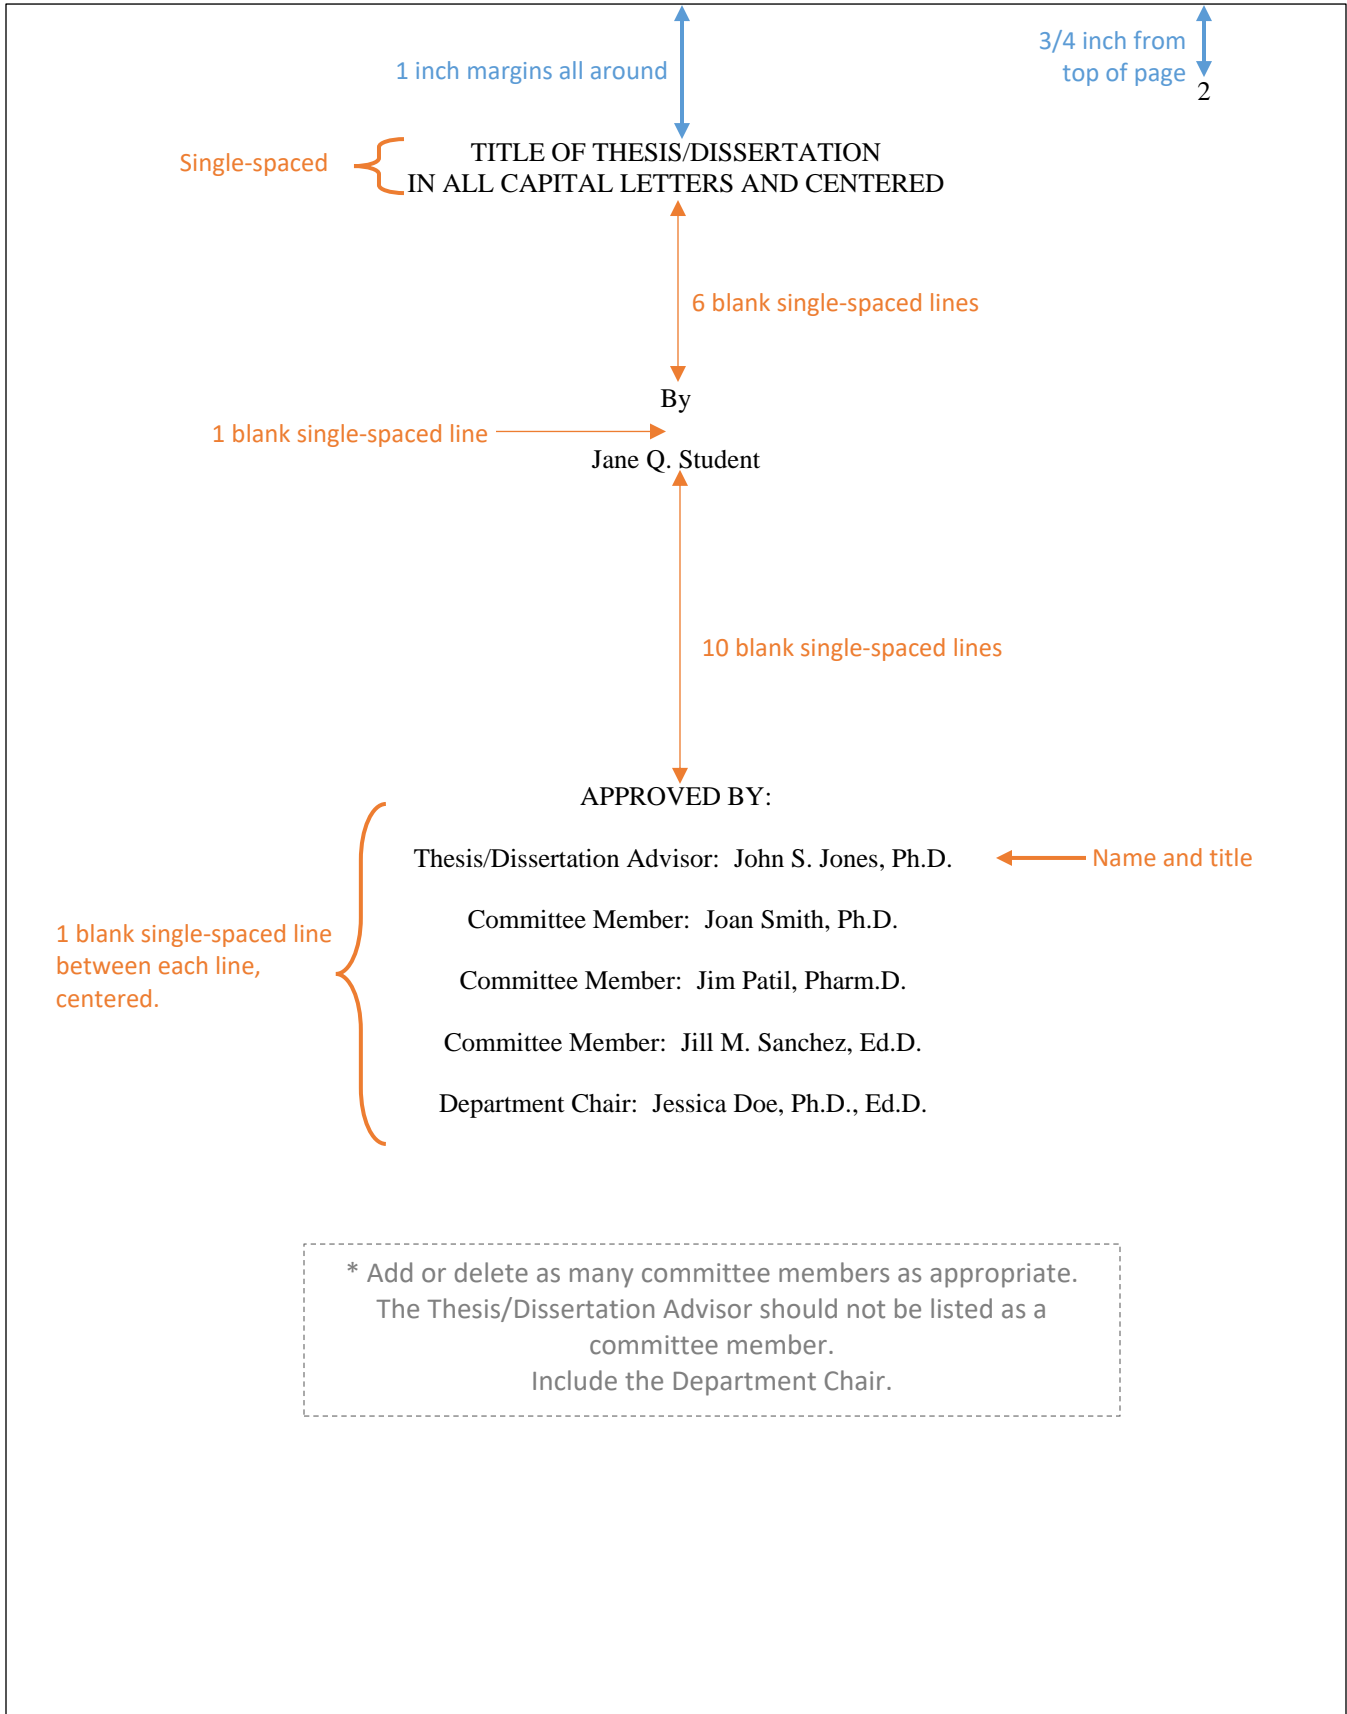 1 inch margins all around
3/4 inch from
top of page
2
Single-spaced
TITLE OF THESIS/DISSERTATION
IN ALL CAPITAL LETTERS AND CENTERED
6 blank single-spaced lines
By
1 blank single-spaced line
Jane Q. Student
10 blank single-spaced lines
APPROVED BY:
Thesis/Dissertation Advisor:  John S. Jones, Ph.D.
Name and title
Committee Member:  Joan Smith, Ph.D.
1 blank single-spaced line
between each line,
centered.
Committee Member:  Jim Patil, Pharm.D.
Committee Member:  Jill M. Sanchez, Ed.D.
Department Chair:  Jessica Doe, Ph.D., Ed.D.
* Add or delete as many committee members as appropriate.
The Thesis/Dissertation Advisor should not be listed as a
committee member.
Include the Department Chair.